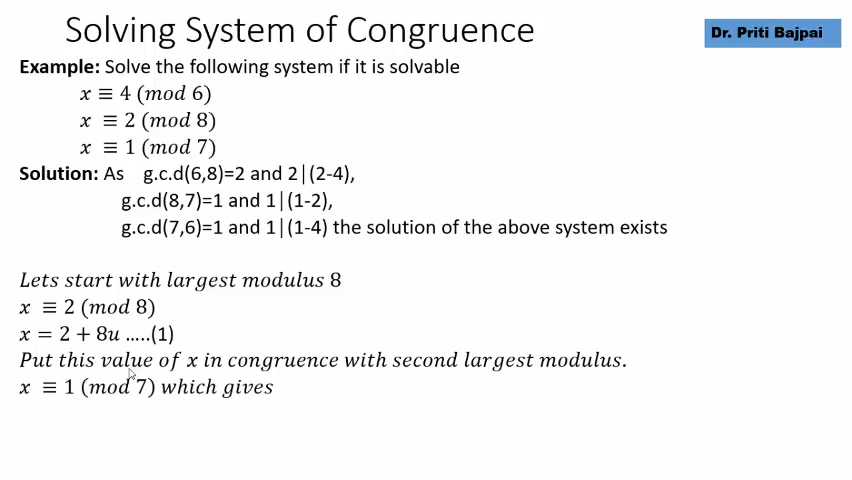 Solving System of Congruence
Dr. Priti Bajpai
Example: Solve the following system if it is solvable
x ≡ 4 (mod 6)
x ≡ 2 (mod 8)
x ≡ 1 (mod 7)
Solution: As g.c.d(6,8)=2 and 2|(2-4),
g.c.d(8,7)=1 and 1|(1-2),
g.c.d(7,6)=1 and 1|(1-4) the solution of the above system exists
Lets start with largest modulus 8
x ≡ 2 (mod 8)
x = 2 + 8u …..(1)
Put this value of x in congruence with second largest modulus.
x ≡ 1 (mod 7) which gives